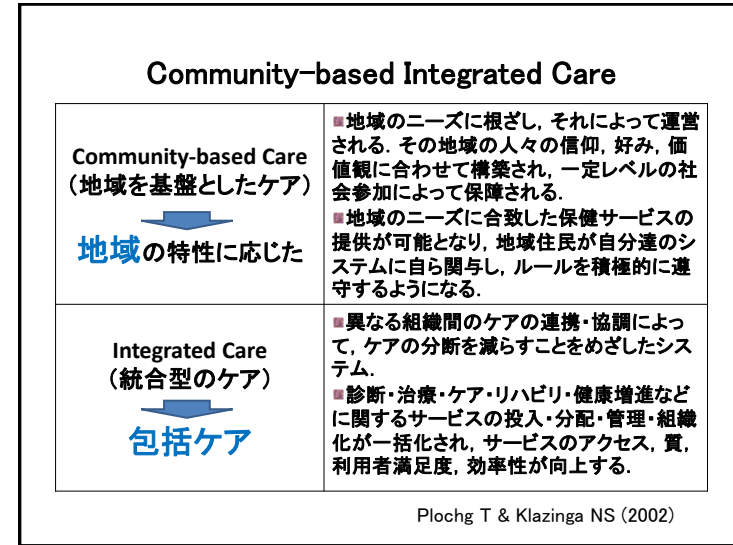 Community-based Integrated Care
Community-based Care
(地域を基盤としたケア)
地域の特性に応じた
■地域のニーズに根ざし，それによって運営
される．その地域の人々の信仰，好み，価
値観に合わせて構築され，一定レベルの社
会参加によって保障される．
■地域のニーズに合致した保健サービスの
提供が可能となり，地域住民が自分達のシ
ステムに自ら関与し，ルールを積極的に遵
守するようになる．
Integrated Care
(統合型のケア)
包括ケア
■異なる組織間のケアの連携・協調によっ
て，ケアの分断を減らすことをめざしたシス
テム．
■診断・治療・ケア・リハビリ・健康増進など
に関するサービスの投入・分配・管理・組織
化が一括化され，サービスのアクセス，質，
利用者満足度，効率性が向上する．
Plochg T & Klazinga NS (2002)